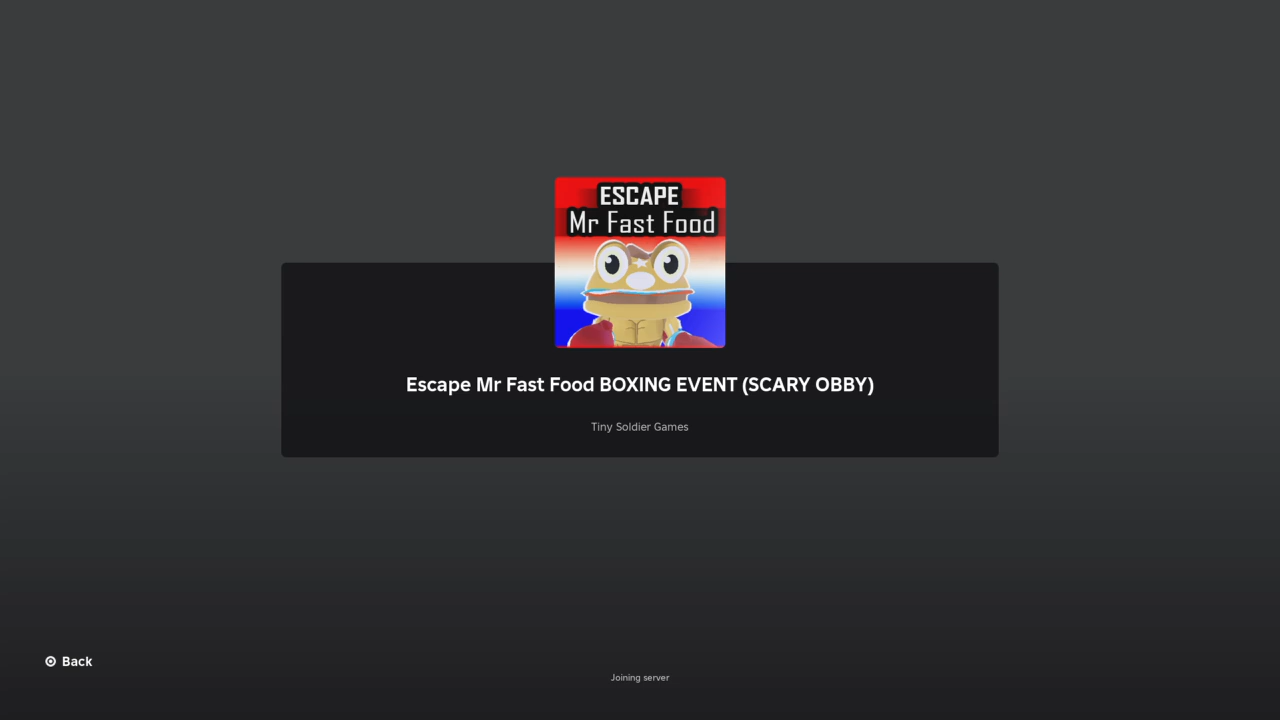 ESCAPE
Mr Fast Food
Escape Mr Fast Food BOXING EVENT (SCARY OBBY)
Tiny Soldier Games
Back
Joining server